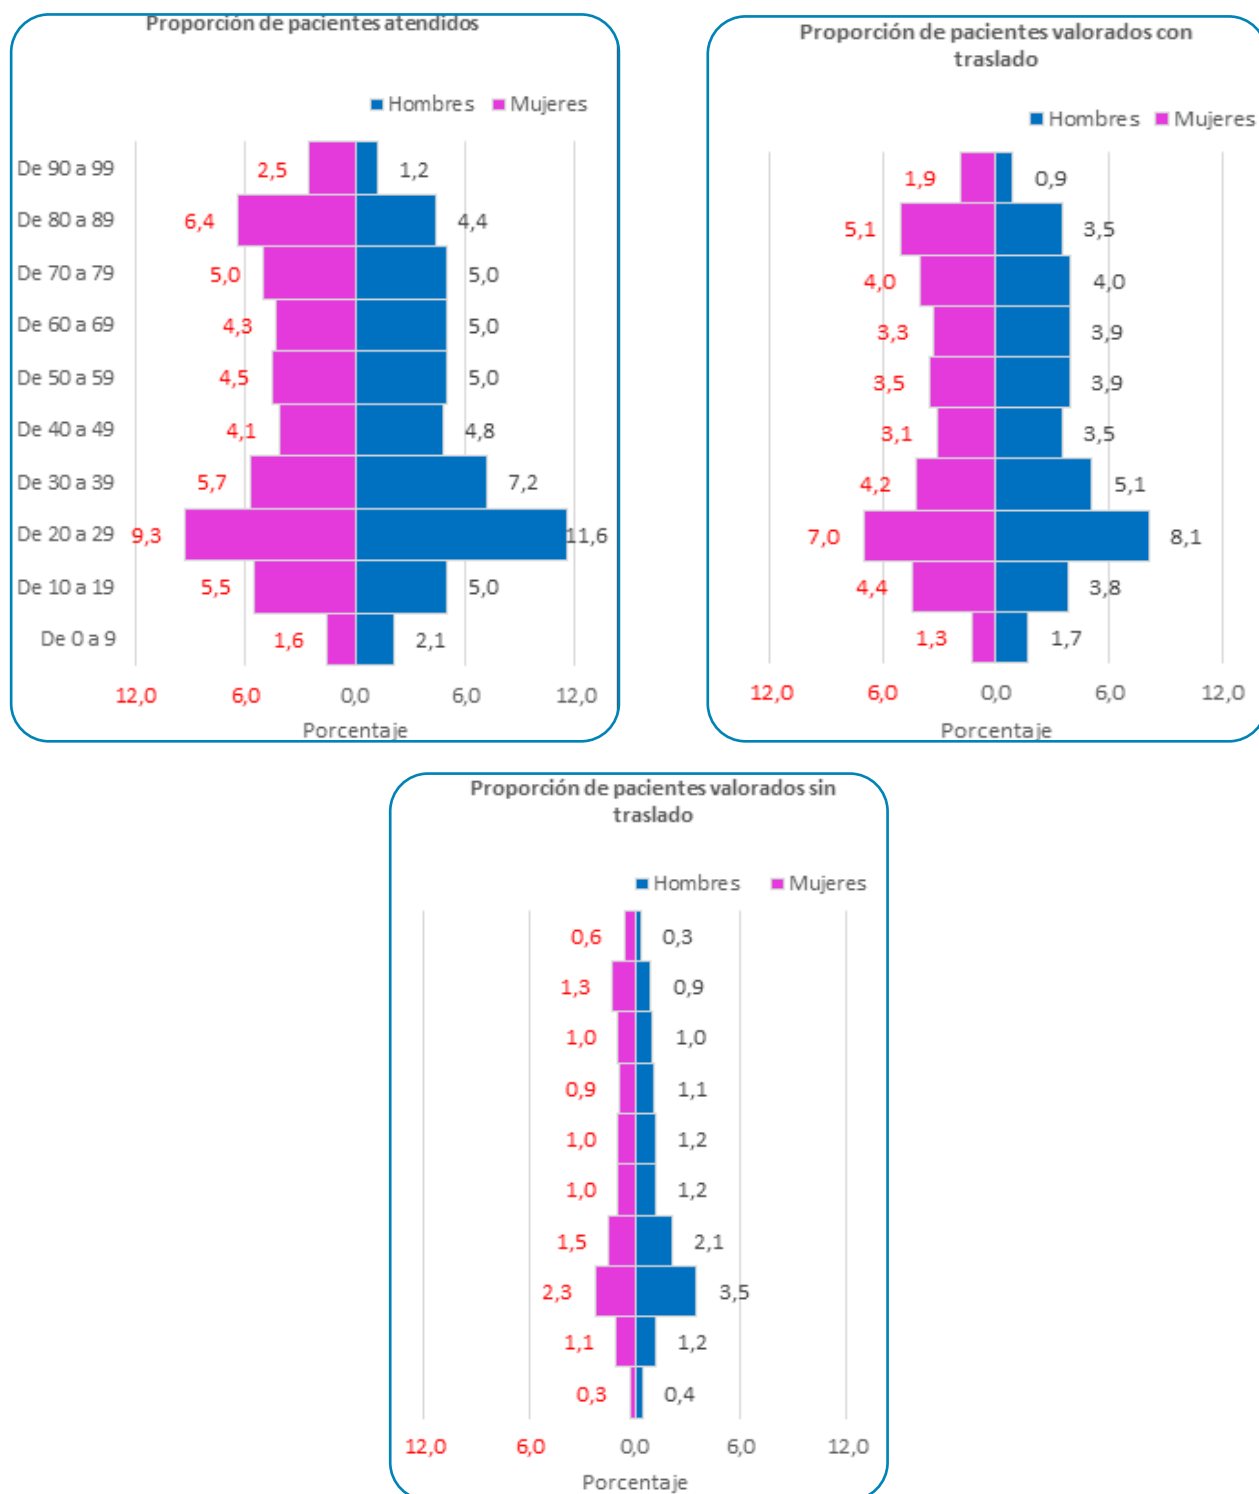 Proporción de pacientes atendidos
Hombres Mujeres
De 90 a 99 2,5 1,2
De 80 a 89 6,4 4,4
De 70 a 79 5,0 5,0
De 60 a 69 4,3 5,0
De 50 a 59 4,5 5,0
De 40 a 49 4,1 4,8
De 30 a 39 5,7 7,2
De 20 a 29 9,3 11,6
De 10 a 19 5,5 5,0
De 0 a 9 1,6 2,1
12,0 6,0 0,0 6,0 12,0
Porcentaje
Proporción de pacientes valorados con
traslado
Hombres Mujeres
1,9 0,9
5,1 3,5
4,0 4,0
3,3 3,9
3,5 3,9
3,1 3,5
4,2 5,1
7,0 8,1
4,4 3,8
1,3 1,7
12,0 6,0 0,0 6,0 12,0
Porcentaje
Proporción de pacientes valorados sin
traslado
Hombres Mujeres
0,6 0,3
1,3 0,9
1,0 1,0
0,9 1,1
1,0 1,2
1,0 1,2
1,5 2,1
2,3 3,5
1,1 1,2
0,3 0,4
12,0 6,0 0,0 6,0 12,0
Porcentaje